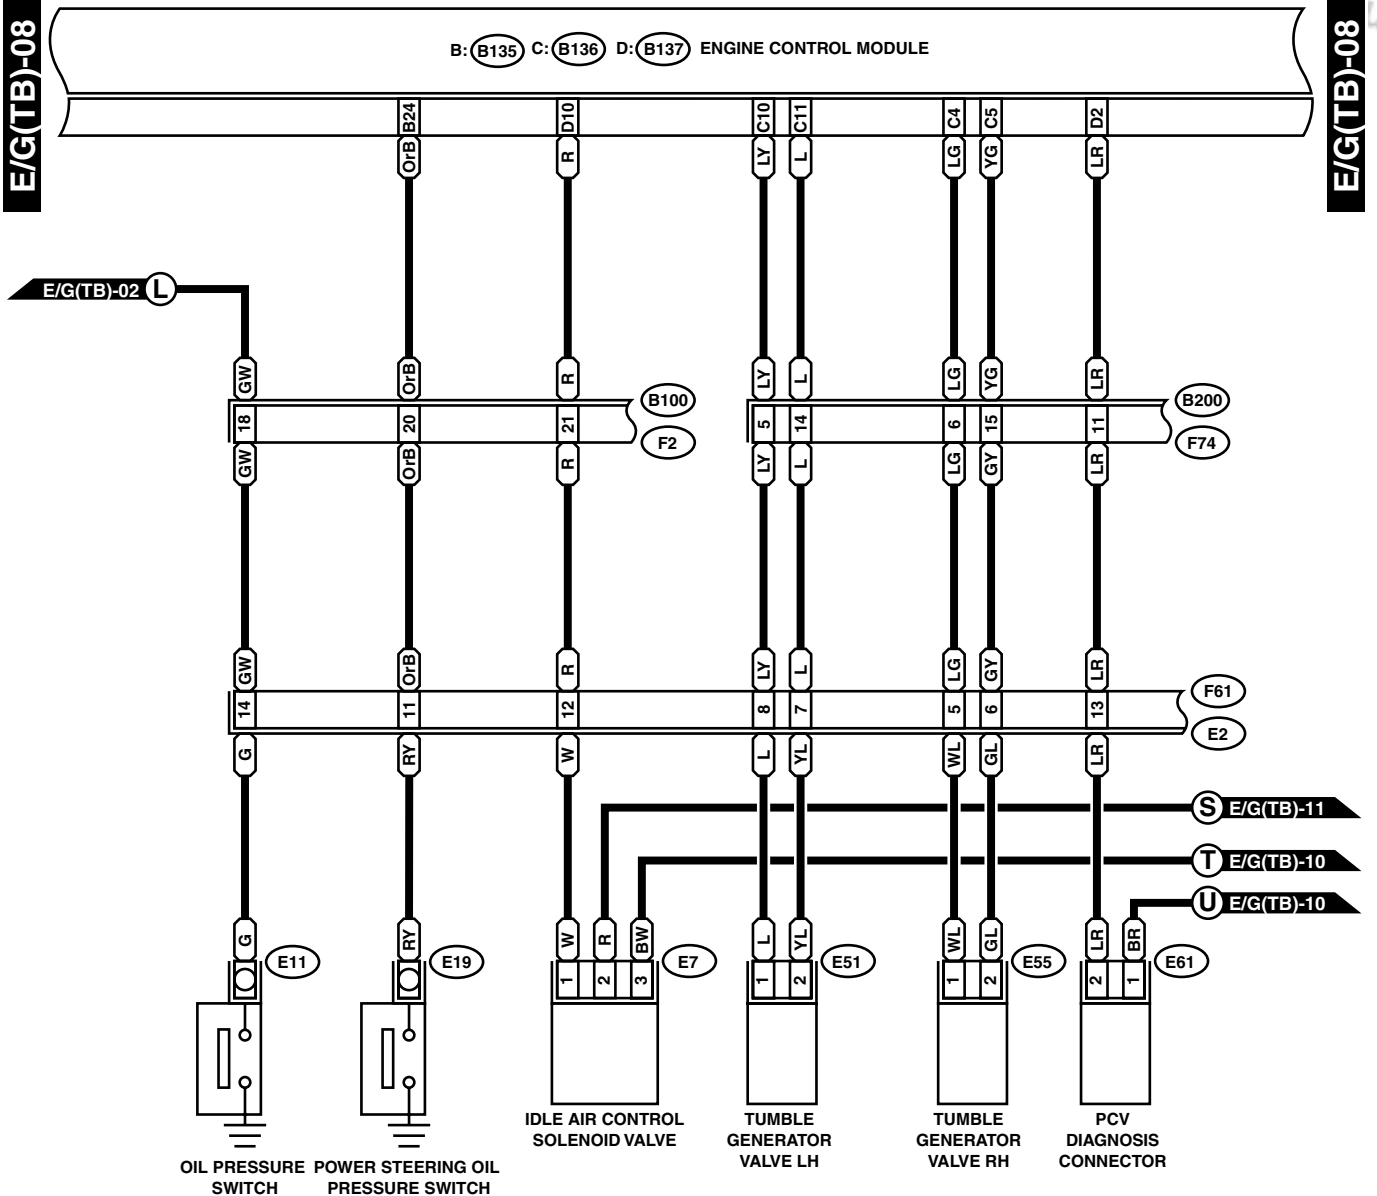 E/G(TB)-08
E/G(TB)-08
B: B135 C: B136 D: B137 ENGINE CONTROL MODULE
B24 D10 C10 C11 C4 C5 D2
OrB R LY L LG YG LR
E/G(TB)-02 L
GW OrB R LY L LG YG LR
B100 B200
18 20 21 5 14 6 15 11
F2 F74
GW OrB R LY L LG GY LR
GW OrB R LY L LG GY LR
F61
14 11 12 8 7 5 6 13
E2
G RY W L YL WL GL LR
S E/G(TB)-11
T E/G(TB)-10
U E/G(TB)-10
G RY W R BW L YL WL GL LR BR
E11 E19 E7 E51 E55 E61
1 2 3 1 2 1 2 2 1
IDLE AIR CONTROL
SOLENOID VALVE
TUMBLE
GENERATOR
VALVE LH
TUMBLE
GENERATOR
VALVE RH
PCV
DIAGNOSIS
CONNECTOR
OIL PRESSURE
SWITCH
POWER STEERING OIL
PRESSURE SWITCH